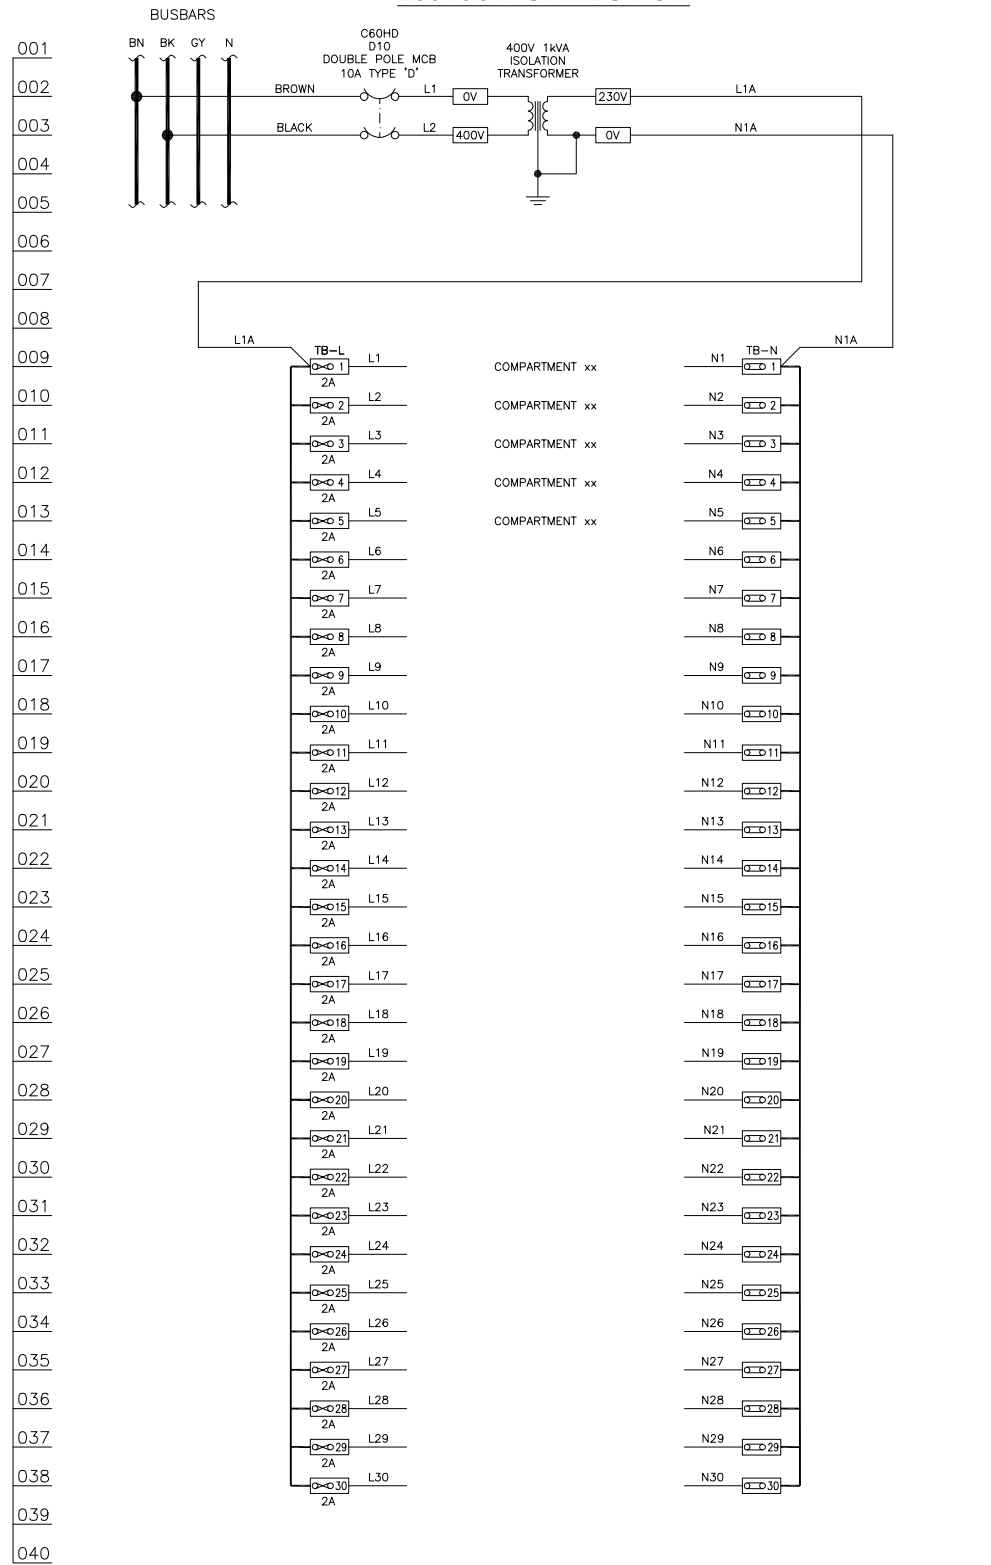 BUSBARS
BN BK GY N
C60HD
D10
DOUBLE POLE MCB
10A TYPE 'D'
400V 1kVA
ISOLATION
TRANSFORMER
001
002 BROWN L1 0V 230V L1A
003 BLACK L2 400V 0V N1A
004
005
006
007
008
L1A N1A
TB-L TB-N
009 1 L1 COMPARTMENT xx N1 1
2A
010 2 L2 COMPARTMENT xx N2 2
2A
011 3 L3 COMPARTMENT xx N3 3
2A
012 4 L4 COMPARTMENT xx N4 4
2A
013 5 L5 COMPARTMENT xx N5 5
2A
014 6 L6 N6 6
2A
015 7 L7 N7 7
2A
016 8 L8 N8 8
2A
017 9 L9 N9 9
2A
018 10 L10 N10 10
2A
019 11 L11 N11 11
2A
020 12 L12 N12 12
2A
021 13 L13 N13 13
2A
022 14 L14 N14 14
2A
023 15 L15 N15 15
2A
024 16 L16 N16 16
2A
025 17 L17 N17 17
2A
026 18 L18 N18 18
2A
027 19 L19 N19 19
2A
028 20 L20 N20 20
2A
029 21 L21 N21 21
2A
030 22 L22 N22 22
2A
031 23 L23 N23 23
2A
032 24 L24 N24 24
2A
033 25 L25 N25 25
2A
034 26 L26 N26 26
2A
035 27 L27 N27 27
2A
036 28 L28 N28 28
2A
037 29 L29 N29 29
2A
038 30 L30 N30 30
2A
039
040